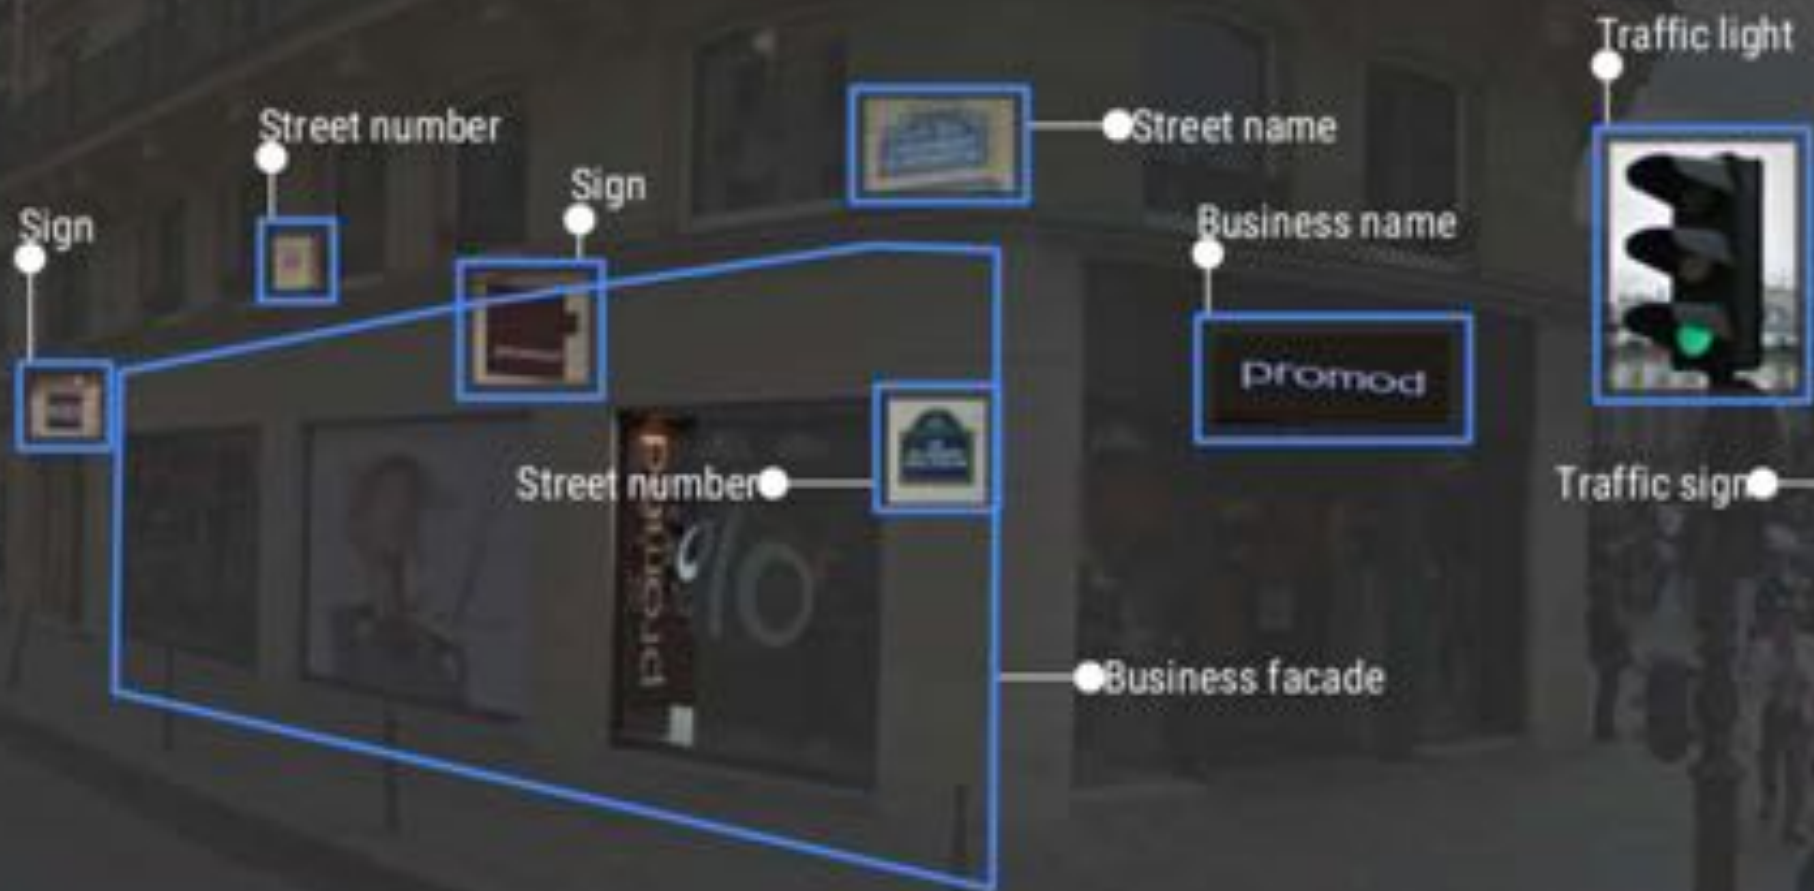 Traffic light
Street number
Street name
Sign
Sign
Business name
promod
Street number
promod
%
Traffic sign
Business facade